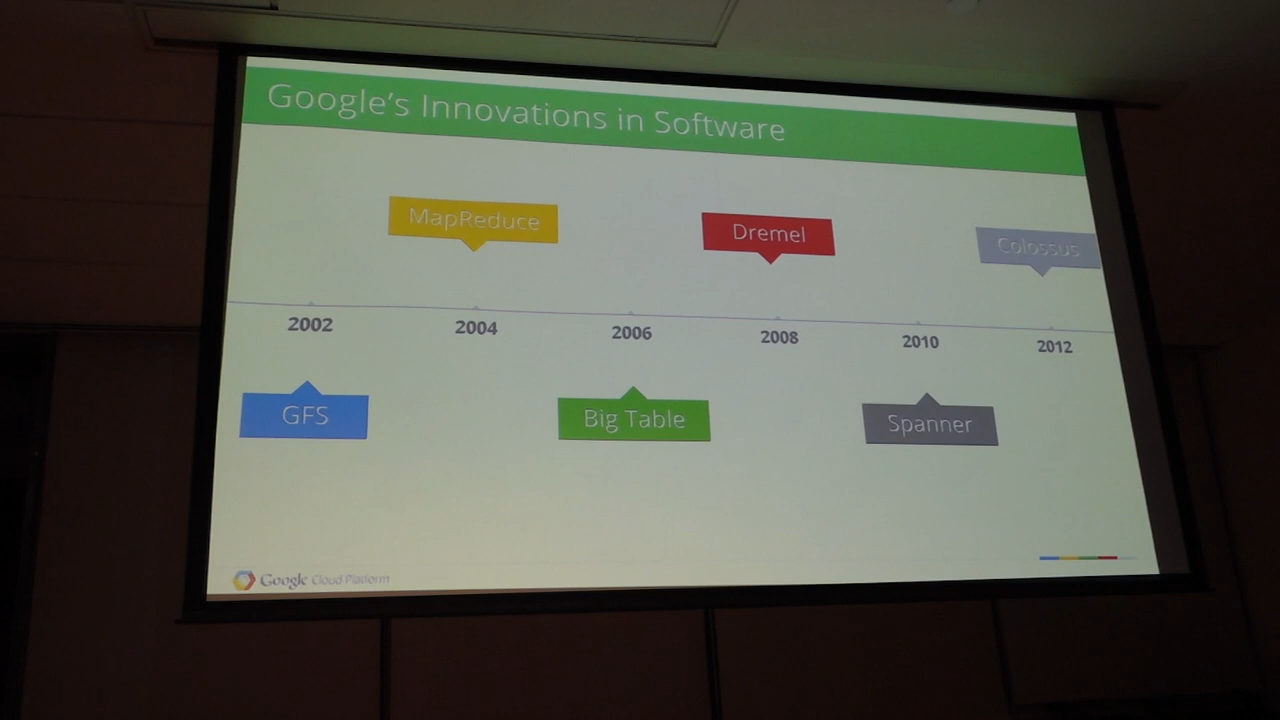 Google's Innovations in Software
MapReduce
Dremel
Colossus
2002
2004
2006
2008
2010
2012
GFS
Big Table
Spanner
Google Cloud Platform